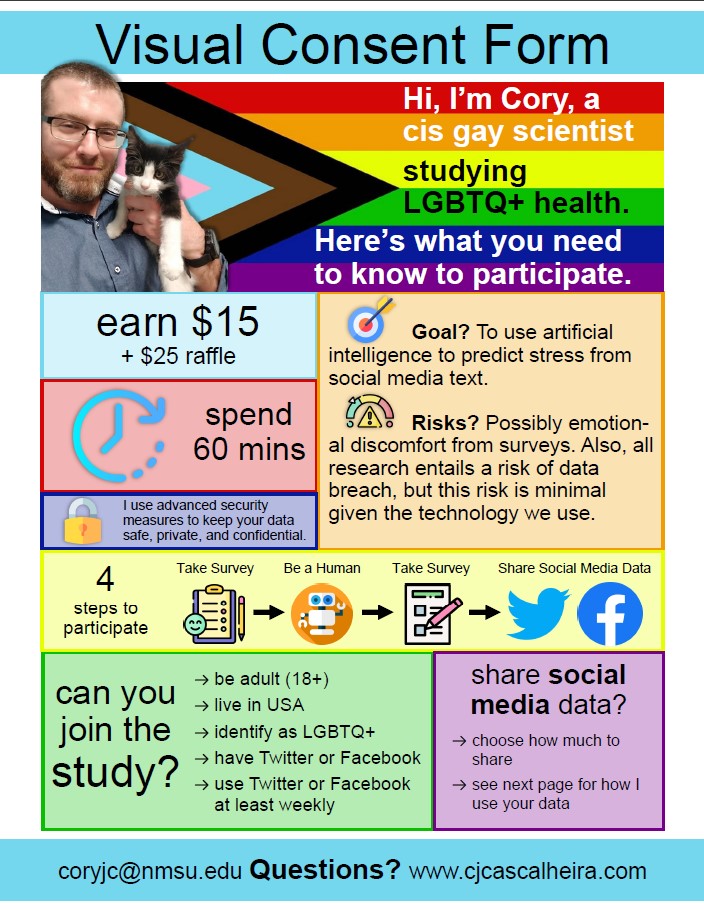 Visual Consent Form
Hi, I'm Cory, a
cis gay scientist
studying
LGBTQ+ health.
Here's what you need
to know to participate.
earn $15
+ $25 raffle
spend
60 mins
I use advanced security
measures to keep your data
safe, private, and confidential.
Goal? To use artificial
intelligence to predict stress from
social media text.
Risks? Possibly emotion-
al discomfort from surveys. Also, all
research entails a risk of data
breach, but this risk is minimal
given the technology we use.
4
steps to
participate
Take Survey
Be a Human
Take Survey
Share Social Media Data
can you
join the
study?
→ be adult (18+)
→ live in USA
→ identify as LGBTQ+
→ have Twitter or Facebook
→ use Twitter or Facebook
at least weekly
share social
media data?
→ choose how much to
share
→ see next page for how I
use your data
coryjc@nmsu.edu Questions? www.cjcascalheira.com